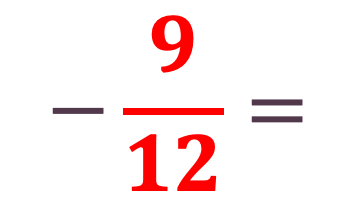 − 9/12 =